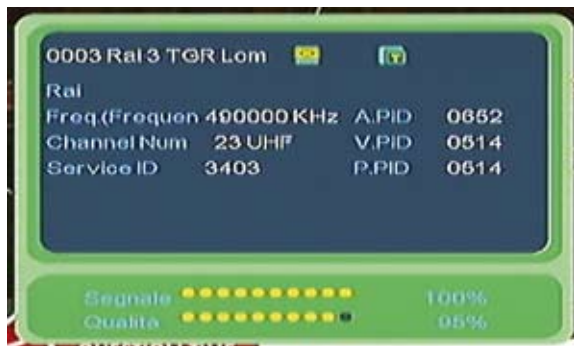 0003 Rai 3 TGR Lom
Rai
Freq.(Frequen 490000 KHz A.PID 0652
Channel Num 23 UHF V.PID 0514
Service ID 3403 P.PID 0514
Segnale 100%
Qualita 95%